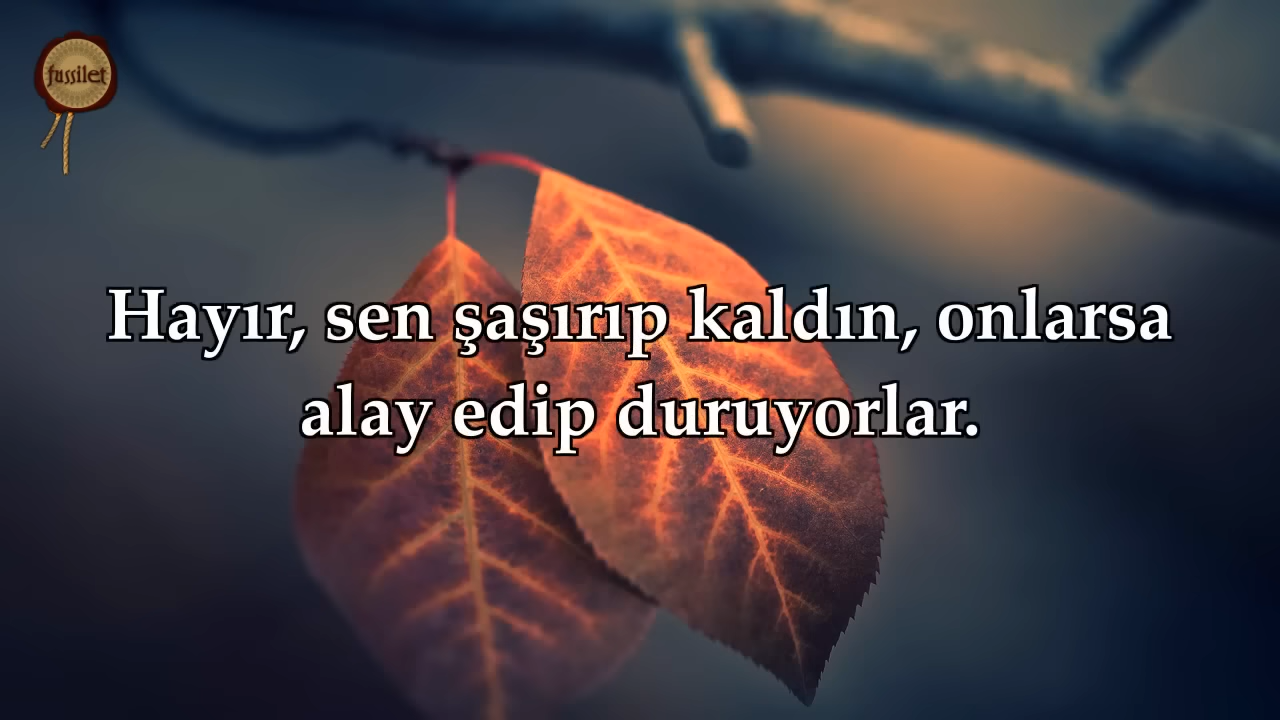 fussilet
Hayır, sen şaşırıp kaldın, onlarsa
alay edip duruyorlar.